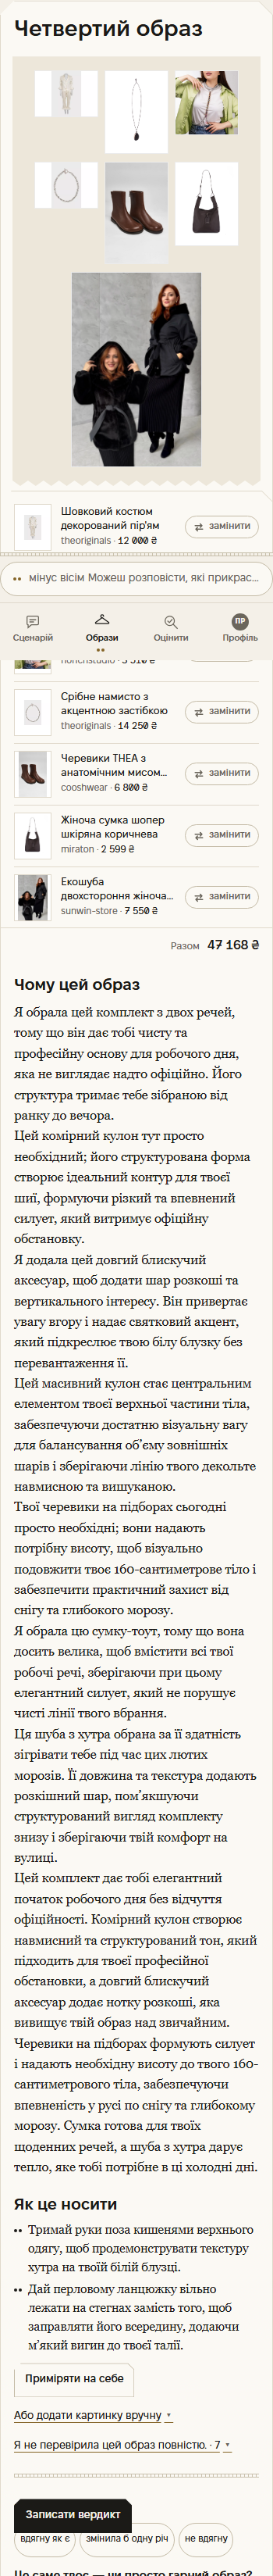 Четвертий образ
Шовковий костюм
декорований пір'ям
theoriginals · 12 000 ₴
замінити
мінус вісім Можеш розповісти, які прикрас...
Сценарій
Образи
Оцінити
ПР
Профіль
Срібне намисто з
акцентною застібкою
theoriginals · 14 250 ₴
замінити
Черевики THEA з
анатомічним мисом...
cooshwear · 6 800 ₴
замінити
Жіноча сумка шопер
шкіряна коричнева
miraton · 2 599 ₴
замінити
Екошуба
двохстороння жіноча...
sunwin-store · 7 550 ₴
замінити
Разом 47 168 ₴
Чому цей образ
Я обрала цей комплект з двох речей,
тому що він дає тобі чисту та
професійну основу для робочого дня,
яка не виглядає надто офіційно. Його
структура тримає тебе зібраною від
ранку до вечора.
Цей комірний кулон тут просто
необхідний; його структурована форма
створює ідеальний контур для твоєї
шиї, формуючи різкий та впевнений
силует, який витримує офіційну
обстановку.
Я додала цей довгий блискучий
аксесуар, щоб додати шар розкоші та
вертикального інтересу. Він привертає
увагу вгору і надає святковий акцент,
який підкреслює твою білу блузку без
перевантаження її.
Цей масивний кулон стає центральним
елементом твоєї верхньої частини тіла,
забезпечуючи достатню візуальну вагу
для балансування об'єму зовнішніх
шарів і зберігаючи лінію твого декольте
навмисною та вишуканою.
Твої черевики на підборах сьогодні
просто необхідні; вони надають
потрібну висоту, щоб візуально
подовжити твоє 160-сантиметрове тіло і
забезпечити практичний захист від
снігу та глибокого морозу.
Я обрала цю сумку-тоут, тому що вона
досить велика, щоб вмістити всі твої
робочі речі, зберігаючи при цьому
елегантний силует, який не порушує
чисті лінії твого вбрання.
Ця шуба з хутра обрана за її здатність
зігрівати тебе під час цих лютих
морозів. Її довжина та текстура додають
розкішний шар, пом'якшуючи
структурований вигляд комплекту
знизу і зберігаючи твій комфорт на
вулиці.
Цей комплект дає тобі елегантний
початок робочого дня без відчуття
офіційності. Комірний кулон створює
навмисний та структурований тон, який
підходить для твоєї професійної
обстановки, а довгий блискучий
аксесуар додає нотку розкоші, яка
вивищує твій образ над звичайним.
Черевики на підборах формують силует
і надають необхідну висоту до твого 160-
сантиметрового тіла, забезпечуючи
впевненість у русі по снігу та глибокому
морозу. Сумка готова для твоїх
щоденних речей, а шуба з хутра дарує
тепло, яке тобі потрібне в ці холодні дні.
Як це носити
Тримай руки поза кишенями верхнього
одягу, щоб продемонструвати текстуру
хутра на твоїй білій блузці.
Дай перловому ланцюжку вільно
лежати на стегнах замість того, щоб
заправляти його всередину, додаючи
м'який вигин до твоєї талії.
Приміряти на себе
Або додати картинку вручну
Я не перевірила цей образ повністю. · 7
Записати вердикт
вдягну як є
змінила б одну річ
не вдягну